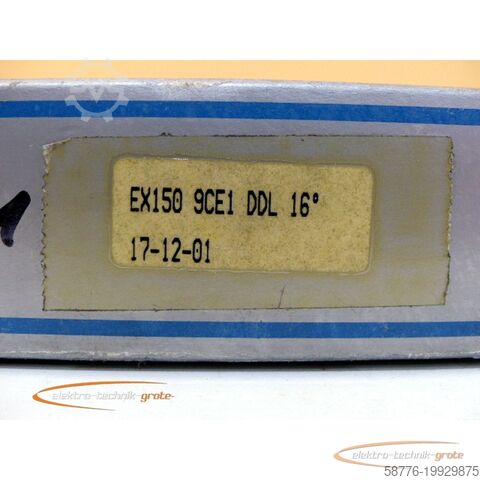 EX150 9CE1 DDL 16°
17-12-01
elektro-technik-grote-
elektro-technik-grote-
58776-19929875